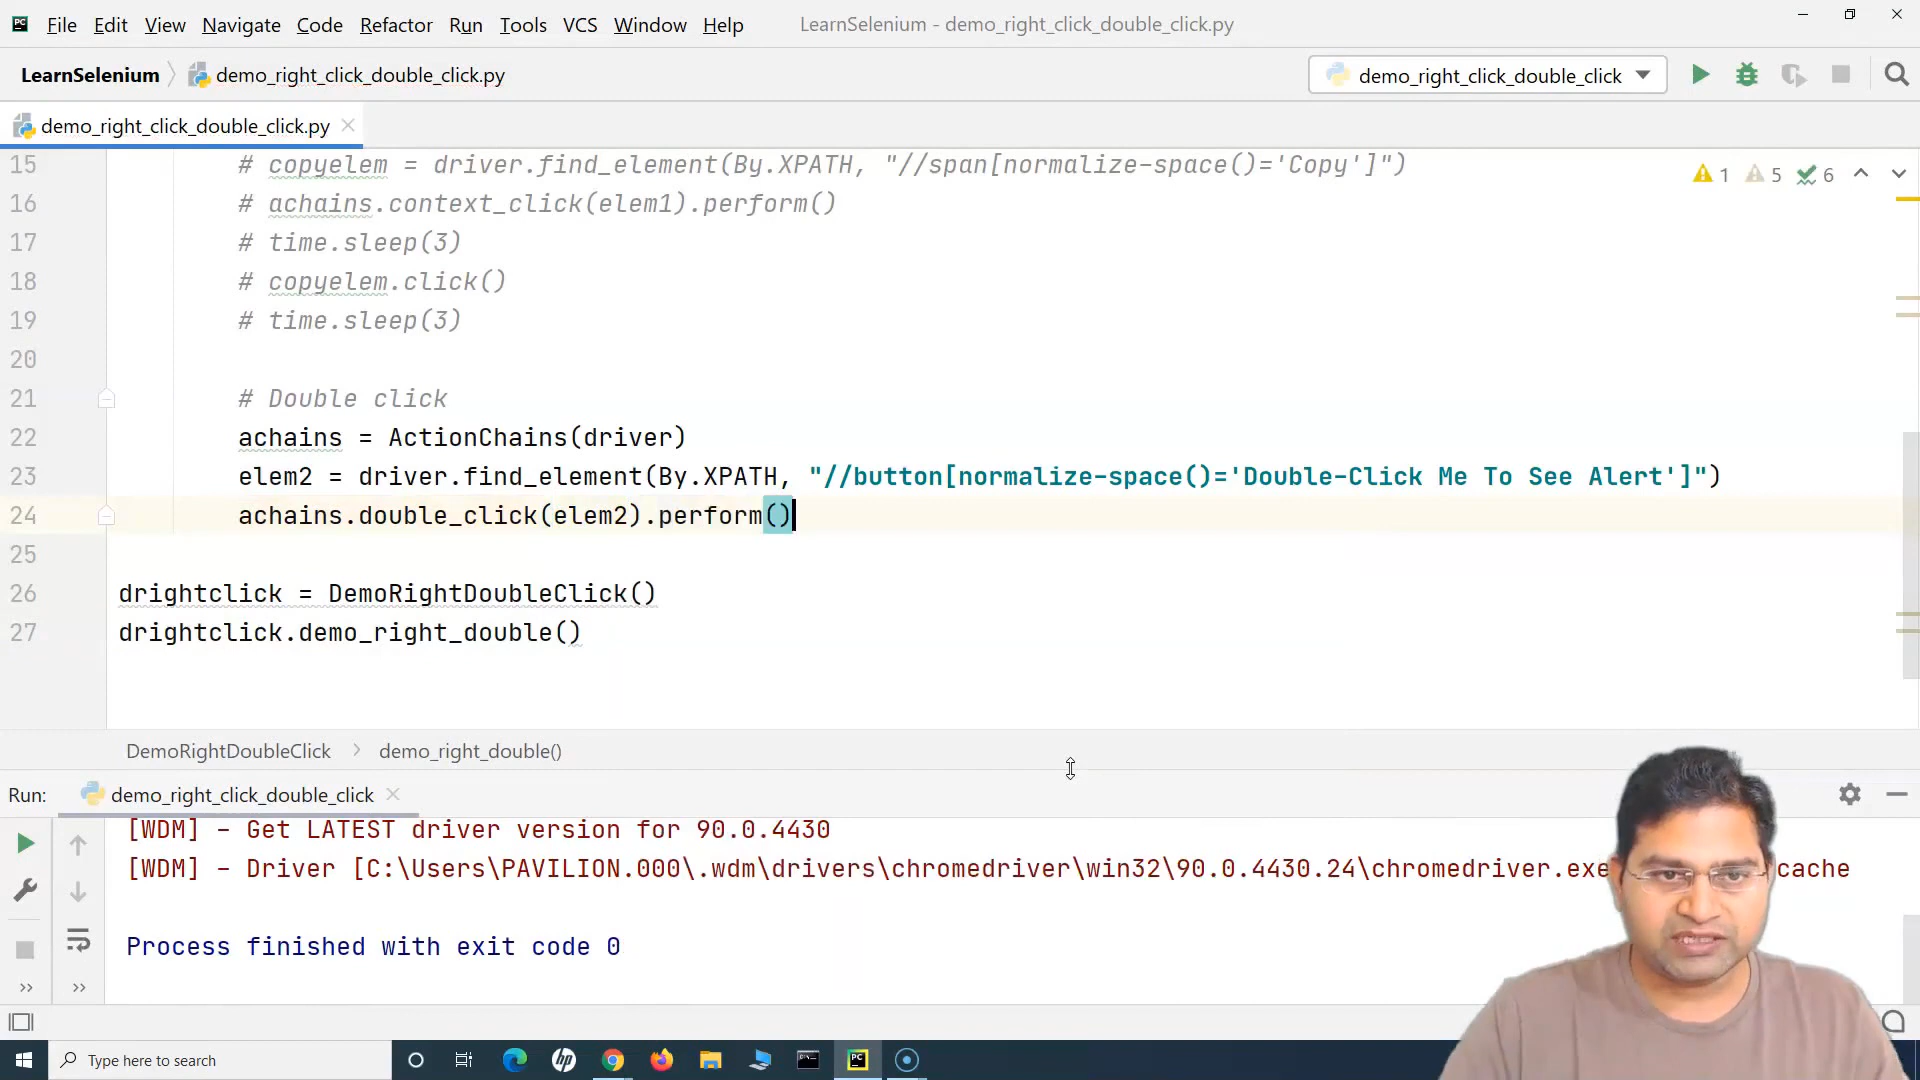 File Edit View Navigate Code Refactor Run Tools VCS Window Help LearnSelenium - demo_right_click_double_click.py
LearnSelenium demo_right_click_double_click.py demo_right_click_double_click
demo_right_click_double_click.py
15 # copyelem = driver.find_element(By.XPATH, "//span[normalize-space()='Copy']") 1 5 6
16 # achains.context_click(elem1).perform()
17 # time.sleep(3)
18 # copyelem.click()
19 # time.sleep(3)
20
21 # Double click
22 achains = ActionChains(driver)
23 elem2 = driver.find_element(By.XPATH, "//button[normalize-space()='Double-Click Me To See Alert']")
24 achains.double_click(elem2).perform()
25
26 drightclick = DemoRightDoubleClick()
27 drightclick.demo_right_double()
DemoRightDoubleClick demo_right_double()
Run: demo_right_click_double_click
[WDM] - Get LATEST driver version for 90.0.4430
[WDM] - Driver [C:\Users\PAVILION.000\.wdm\drivers\chromedriver\win32\90.0.4430.24\chromedriver.exe cache
Process finished with exit code 0
Type here to search hp PC